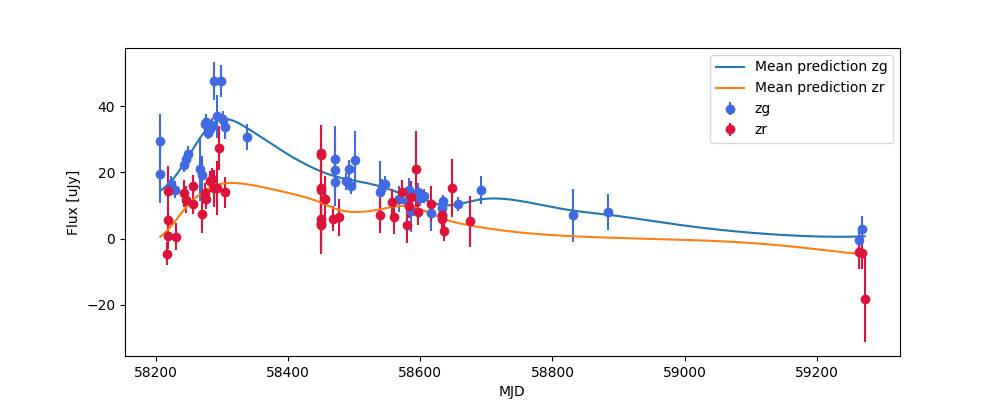 Mean prediction zg
Mean prediction zr
zg
zr
Flux [uJy]
40
20
0
−20
58200
58400
58600
58800
59000
59200
MJD